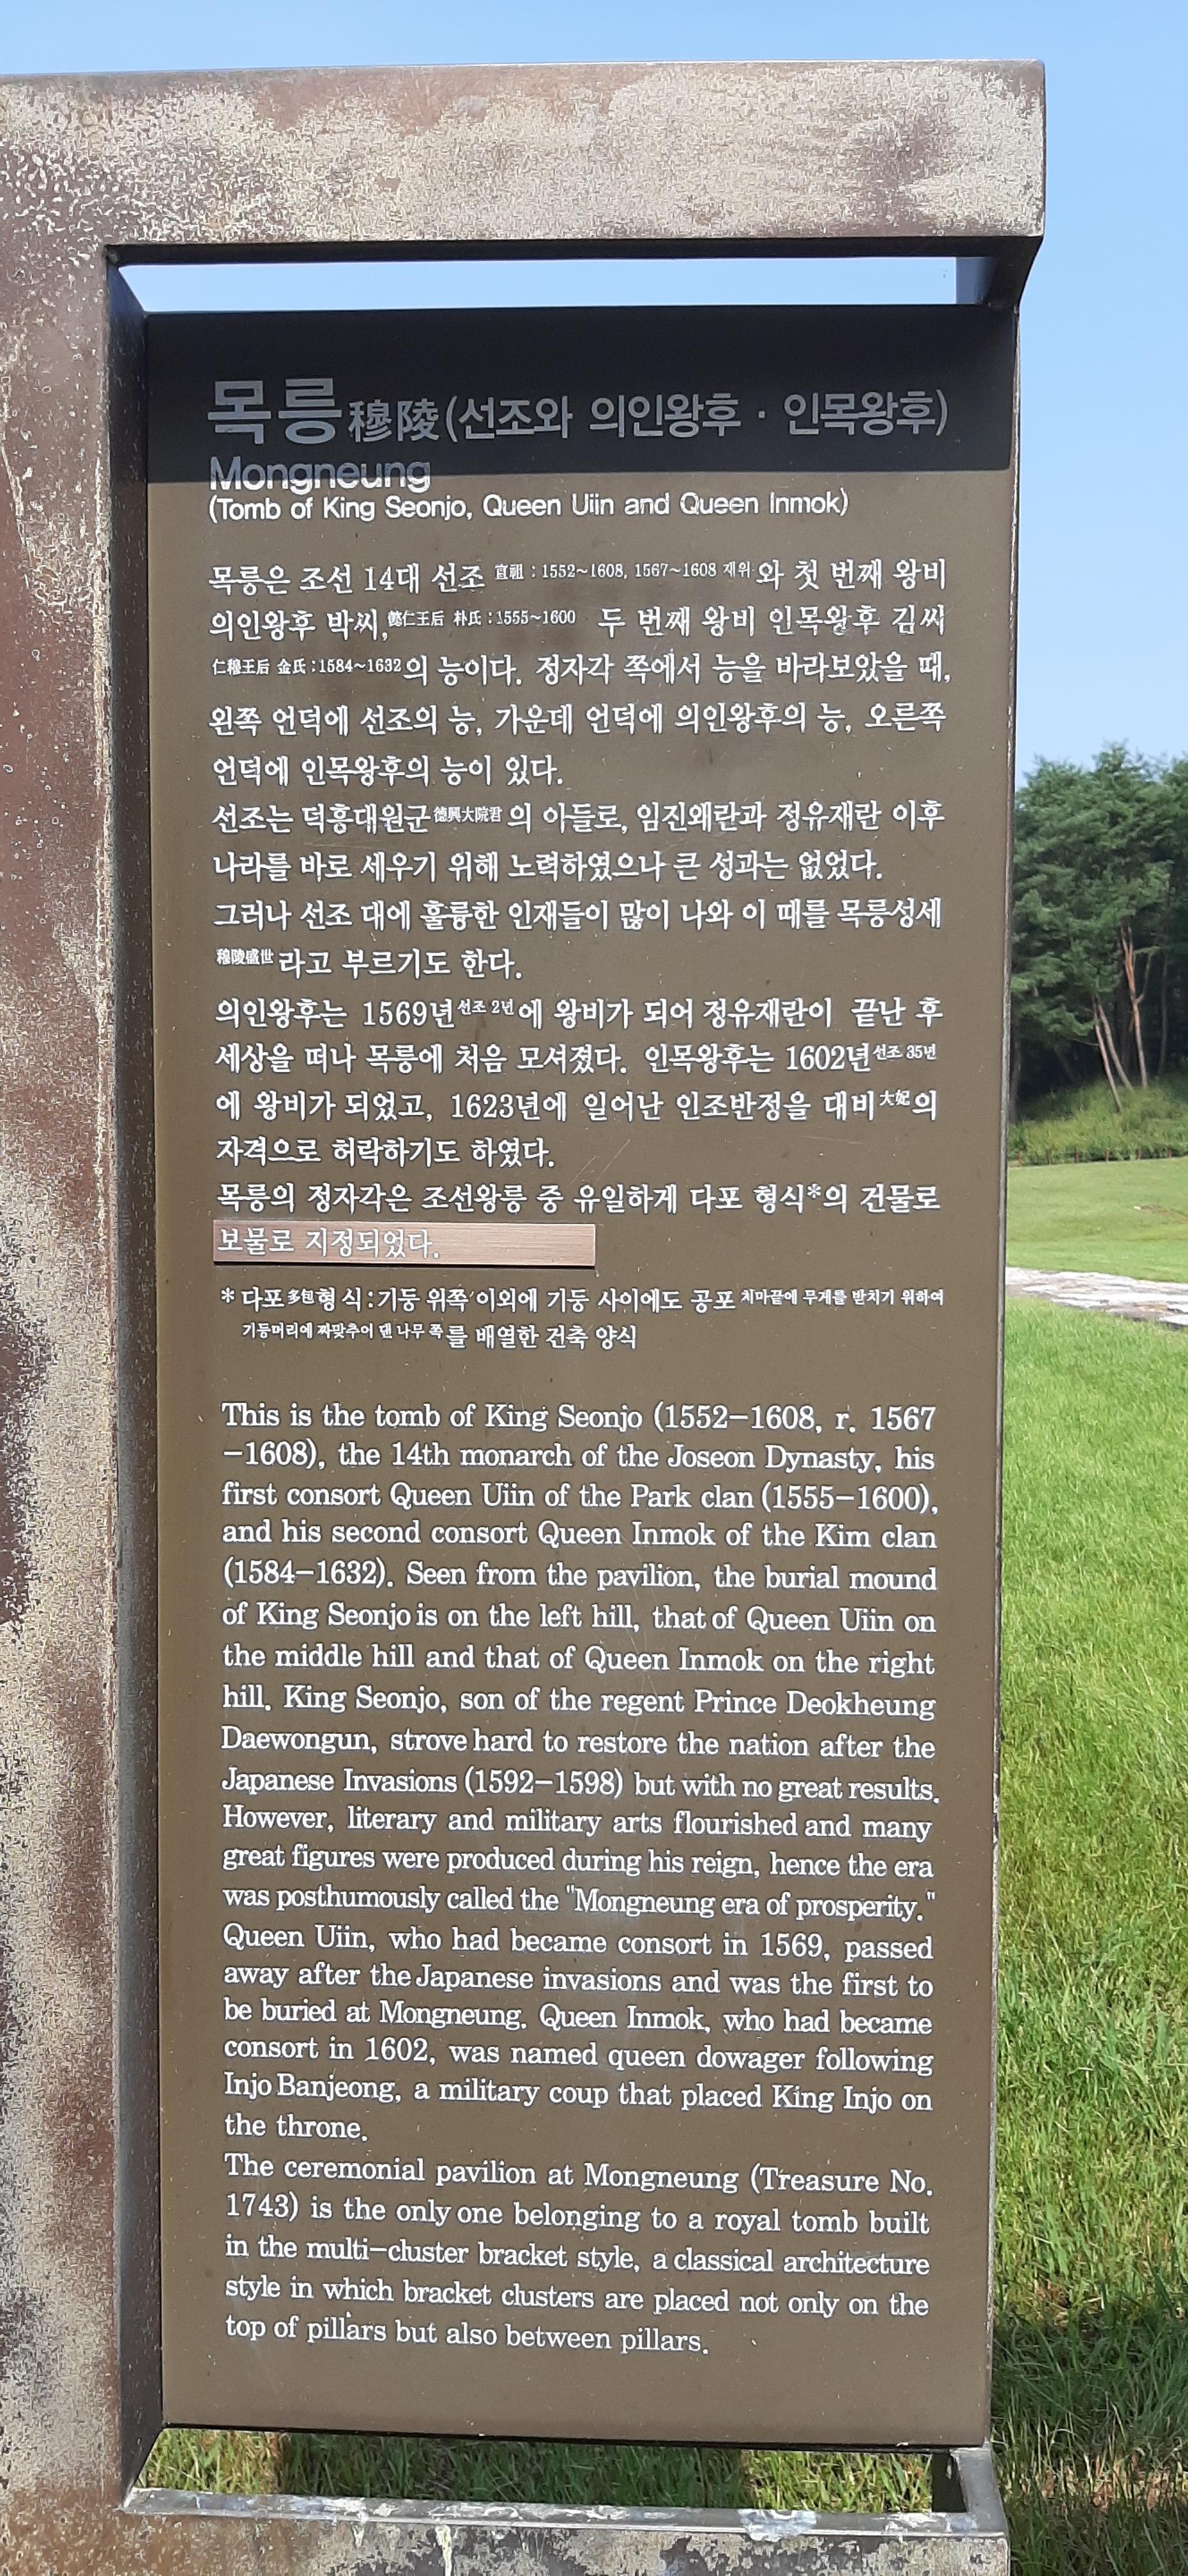 목릉 穆陵 (선조와 의인왕후 · 인목왕후)
Mongneung
(Tomb of King Seonjo, Queen Uiin and Queen Inmok)
목릉은 조선 14대 선조 宣祖 : 1552~1608, 1567~1608 재위와 첫 번째 왕비
의인왕후 박씨, 懿仁王后 朴氏 : 1555~1600 두 번째 왕비 인목왕후 김씨
仁穆王后 金氏 : 1584~1632의 능이다. 정자각 쪽에서 능을 바라보았을 때,
왼쪽 언덕에 선조의 능, 가운데 언덕에 의인왕후의 능, 오른쪽
언덕에 인목왕후의 능이 있다.
선조는 덕흥대원군 德興大院君 의 아들로, 임진왜란과 정유재란 이후
나라를 바로 세우기 위해 노력하였으나 큰 성과는 없었다.
그러나 선조 대에 훌륭한 인재들이 많이 나와 이 때를 목릉성세
穆陵盛世 라고 부르기도 한다.
의인왕후는 1569년 선조 2년에 왕비가 되어 정유재란이 끝난 후
세상을 떠나 목릉에 처음 모셔졌다. 인목왕후는 1602년 선조 35년
에 왕비가 되었고, 1623년에 일어난 인조반정을 대비 大妃의
자격으로 허락하기도 하였다.
목릉의 정자각은 조선왕릉 중 유일하게 다포 형식*의 건물로
보물로 지정되었다.
* 다포 多包 형 식 : 기둥 위쪽 이외에 기둥 사이에도 공포 처마끝에 무게를 받치기 위하여
기둥머리에 짜맞추어 댄 나무 쪽를 배열한 건축 양식
This is the tomb of King Seonjo (1552-1608, r. 1567
-1608), the 14th monarch of the Joseon Dynasty, his
first consort Queen Uiin of the Park clan (1555-1600),
and his second consort Queen Inmok of the Kim clan
(1584-1632). Seen from the pavilion, the burial mound
of King Seonjo is on the left hill, that of Queen Uiin on
the middle hill and that of Queen Inmok on the right
hill. King Seonjo, son of the regent Prince Deokheung
Daewongun, strove hard to restore the nation after the
Japanese Invasions (1592-1598) but with no great results.
However, literary and military arts flourished and many
great figures were produced during his reign, hence the era
was posthumously called the "Mongneung era of prosperity."
Queen Uiin, who had became consort in 1569, passed
away after the Japanese invasions and was the first to
be buried at Mongneung. Queen Inmok, who had became
consort in 1602, was named queen dowager following
Injo Banjeong, a military coup that placed King Injo on
the throne.
The ceremonial pavilion at Mongneung (Treasure No.
1743) is the only one belonging to a royal tomb built
in the multi-cluster bracket style, a classical architecture
style in which bracket clusters are placed not only on the
top of pillars but also between pillars.